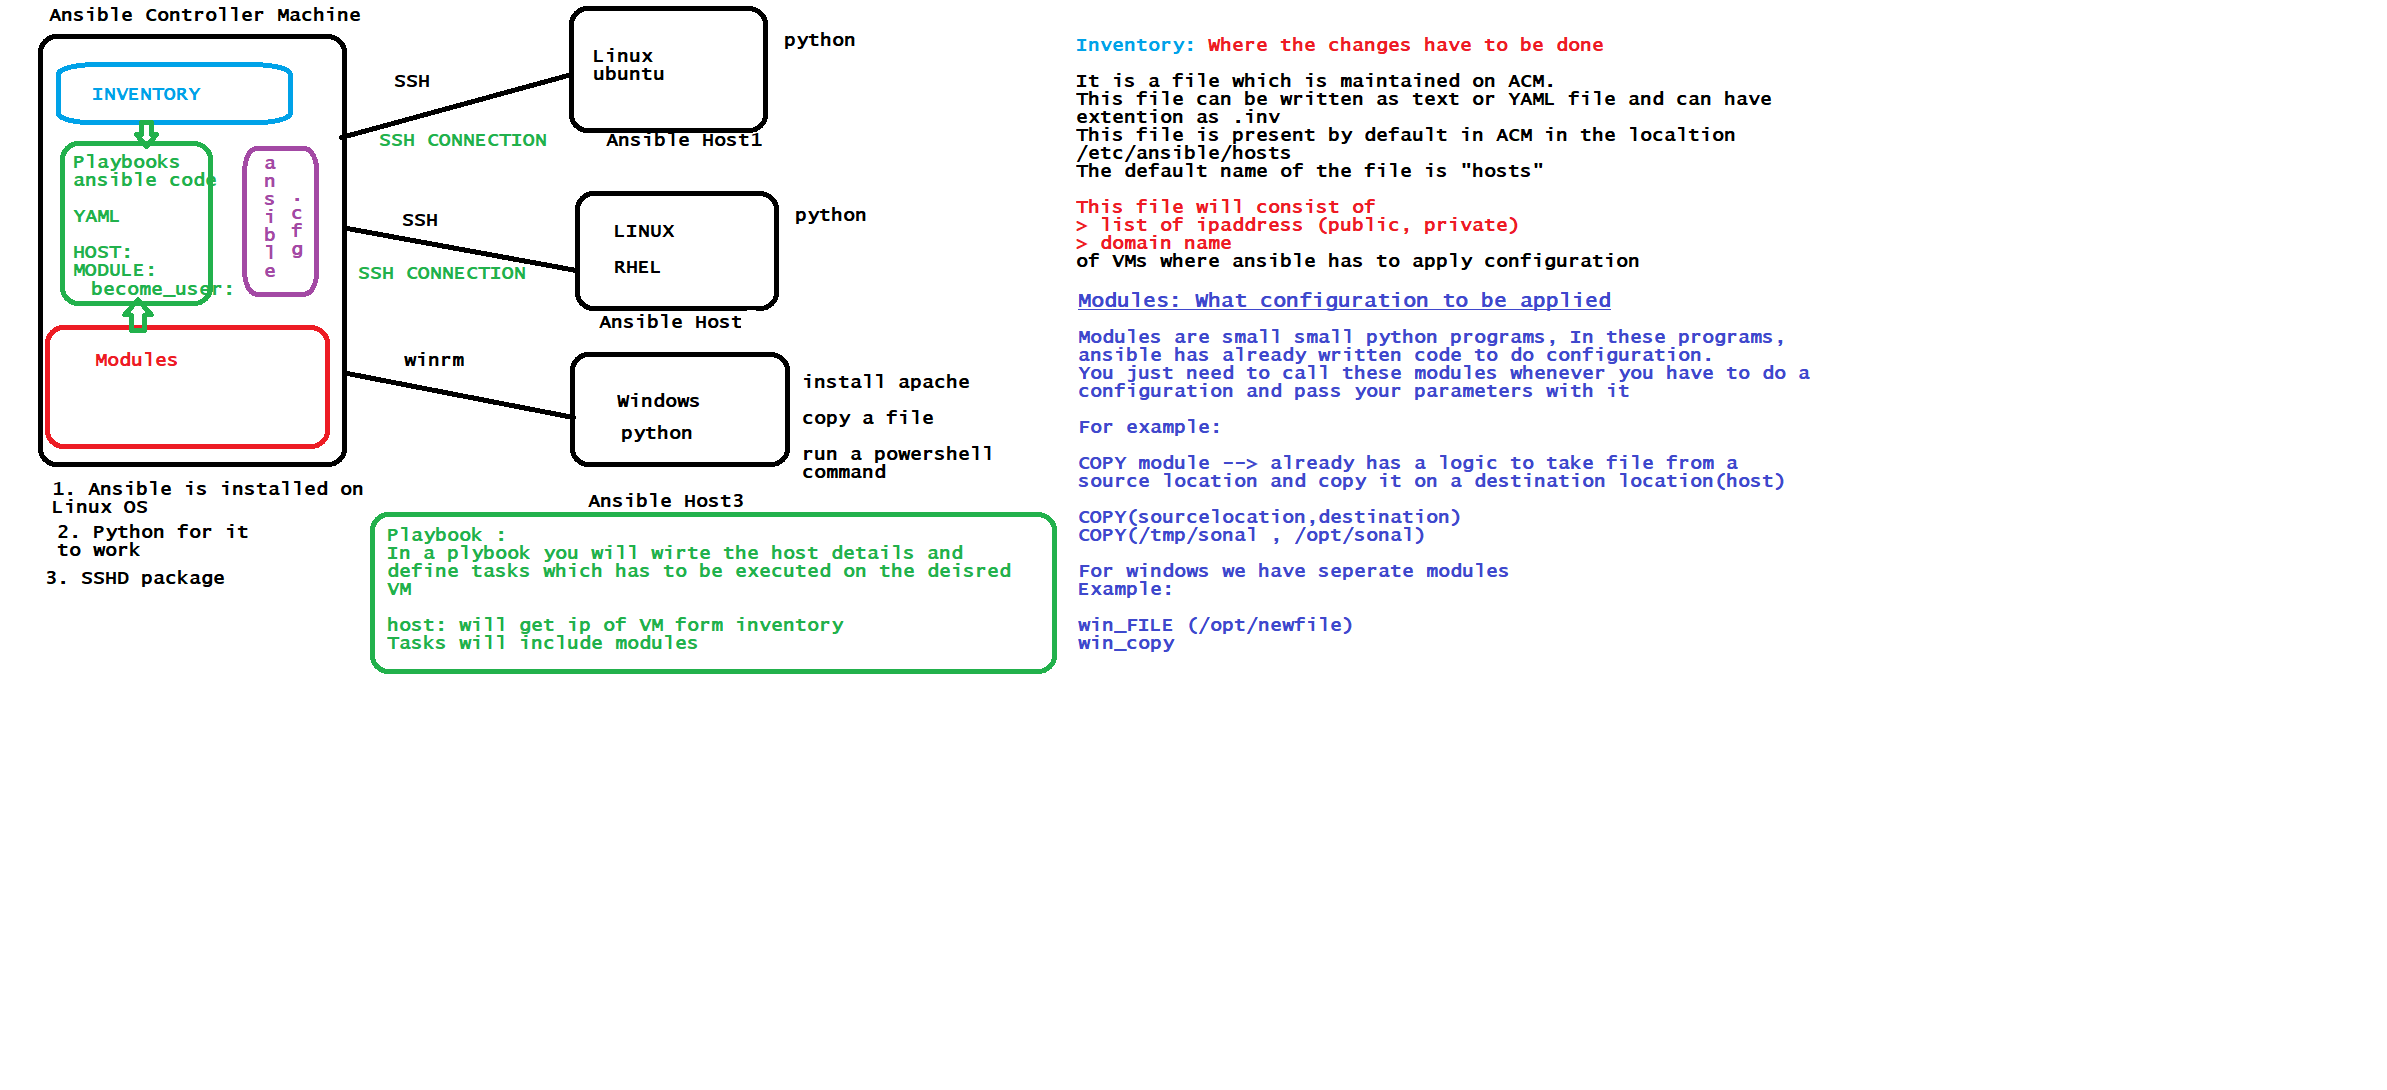 Ansible Controller Machine
INVENTORY
Playbooks
ansible code
YAML
HOST:
MODULE:
become_user:
ansible
.cfg
Modules
1. Ansible is installed on
Linux OS
2. Python for it
to work
3. SSHD package
SSH
SSH CONNECTION
Linux
ubuntu
python
Ansible Host1
SSH
SSH CONNECTION
LINUX
RHEL
python
Ansible Host
winrm
Windows
python
install apache
copy a file
run a powershell
command
Ansible Host3
Playbook :
In a plybook you will wirte the host details and
define tasks which has to be executed on the deisred
VM
host: will get ip of VM form inventory
Tasks will include modules
Inventory: Where the changes have to be done
It is a file which is maintained on ACM.
This file can be written as text or YAML file and can have
extention as .inv
This file is present by default in ACM in the localtion
/etc/ansible/hosts
The default name of the file is "hosts"
This file will consist of
> list of ipaddress (public, private)
> domain name
of VMs where ansible has to apply configuration
Modules: What configuration to be applied
Modules are small small python programs, In these programs,
ansible has already written code to do configuration.
You just need to call these modules whenever you have to do a
configuration and pass your parameters with it
For example:
COPY module --> already has a logic to take file from a
source location and copy it on a destination location(host)
COPY(sourcelocation,destination)
COPY(/tmp/sonal , /opt/sonal)
For windows we have seperate modules
Example:
win_FILE (/opt/newfile)
win_copy